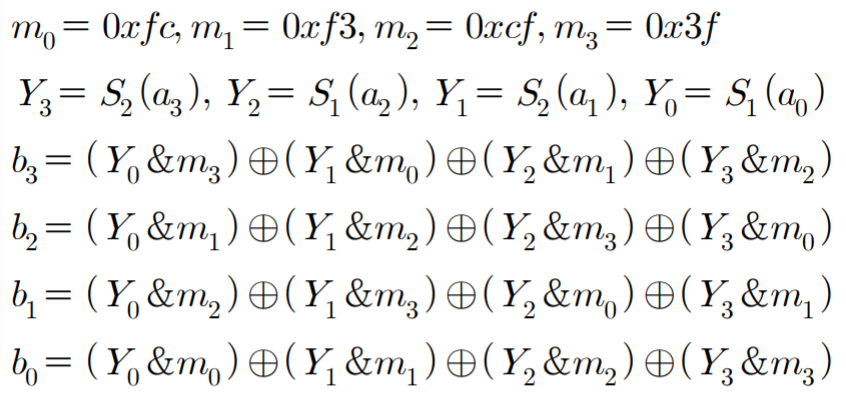 m₀= 0xfc, m₁= 0xf3, m₂= 0xcf, m₃= 0x3f
Y₃= S₂(a₃), Y₂= S₁(a₂), Y₁= S₂(a₁), Y₀= S₁(a₀)
b₃= (Y₀&m₃)⊕(Y₁&m₀)⊕(Y₂&m₁)⊕(Y₃&m₂)
b₂= (Y₀&m₁)⊕(Y₁&m₂)⊕(Y₂&m₃)⊕(Y₃&m₀)
b₁= (Y₀&m₂)⊕(Y₁&m₃)⊕(Y₂&m₀)⊕(Y₃&m₁)
b₀= (Y₀&m₀)⊕(Y₁&m₁)⊕(Y₂&m₂)⊕(Y₃&m₃)